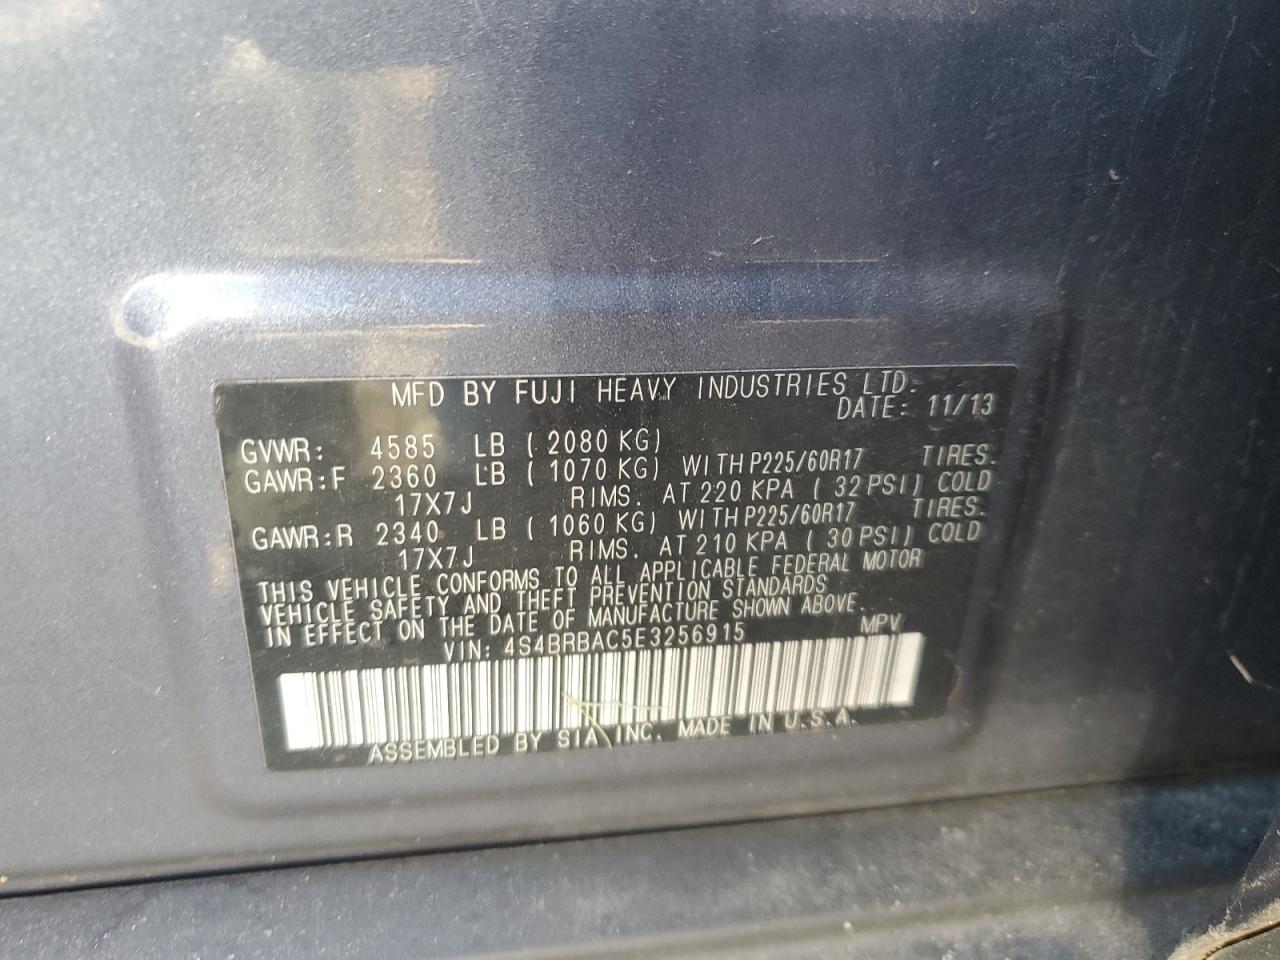 MFD BY FUJI HEAVY INDUSTRIES LTD.
DATE: 11/13
GVWR: 4585 LB ( 2080 KG)
GAWR:F 2360 LB ( 1070 KG) WITH P225/60R17 TIRES.
17X7J RIMS. AT 220 KPA ( 32 PSI) COLD
GAWR:R 2340 LB ( 1060 KG) WITH P225/60R17 TIRES.
17X7J RIMS. AT 210 KPA ( 30 PSI) COLD
THIS VEHICLE CONFORMS TO ALL APPLICABLE FEDERAL MOTOR
VEHICLE SAFETY AND THEFT PREVENTION STANDARDS
IN EFFECT ON THE DATE OF MANUFACTURE SHOWN ABOVE.
VIN: 4S4BRBAC5E3256915 MPV
ASSEMBLED BY SIA INC. MADE IN U.S.A.